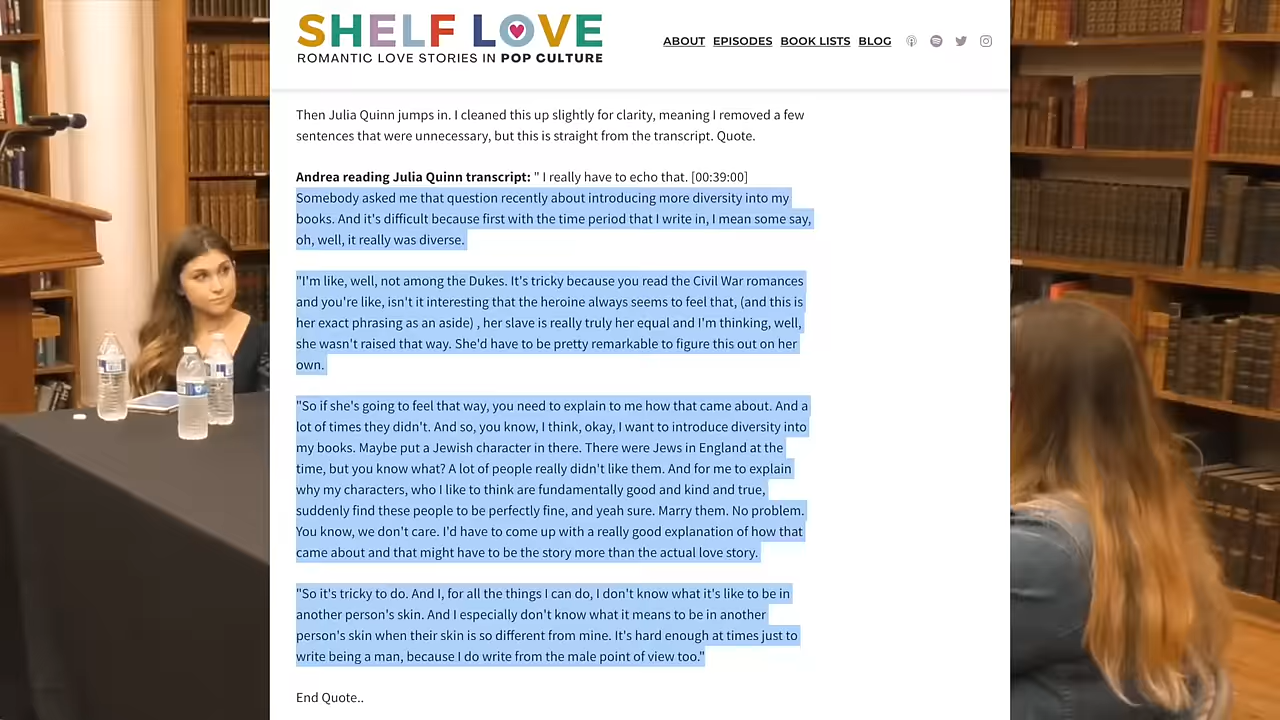 SHELF LOVE
ROMANTIC LOVE STORIES IN POP CULTURE
ABOUT EPISODES BOOK LISTS BLOG
Then Julia Quinn jumps in. I cleaned this up slightly for clarity, meaning I removed a few
sentences that were unnecessary, but this is straight from the transcript. Quote.
Andrea reading Julia Quinn transcript: " I really have to echo that. [00:39:00]
Somebody asked me that question recently about introducing more diversity into my
books. And it's difficult because first with the time period that I write in, I mean some say,
oh, well, it really was diverse.
"I'm like, well, not among the Dukes. It's tricky because you read the Civil War romances
and you're like, isn't it interesting that the heroine always seems to feel that, (and this is
her exact phrasing as an aside) , her slave is really truly her equal and I'm thinking, well,
she wasn't raised that way. She'd have to be pretty remarkable to figure this out on her
own.
"So if she's going to feel that way, you need to explain to me how that came about. And a
lot of times they didn't. And so, you know, I think, okay, I want to introduce diversity into
my books. Maybe put a Jewish character in there. There were Jews in England at the
time, but you know what? A lot of people really didn't like them. And for me to explain
why my characters, who I like to think are fundamentally good and kind and true,
suddenly find these people to be perfectly fine, and yeah sure. Marry them. No problem.
You know, we don't care. I'd have to come up with a really good explanation of how that
came about and that might have to be the story more than the actual love story.
"So it's tricky to do. And I, for all the things I can do, I don't know what it's like to be in
another person's skin. And I especially don't know what it means to be in another
person's skin when their skin is so different from mine. It's hard enough at times just to
write being a man, because I do write from the male point of view too."
End Quote..